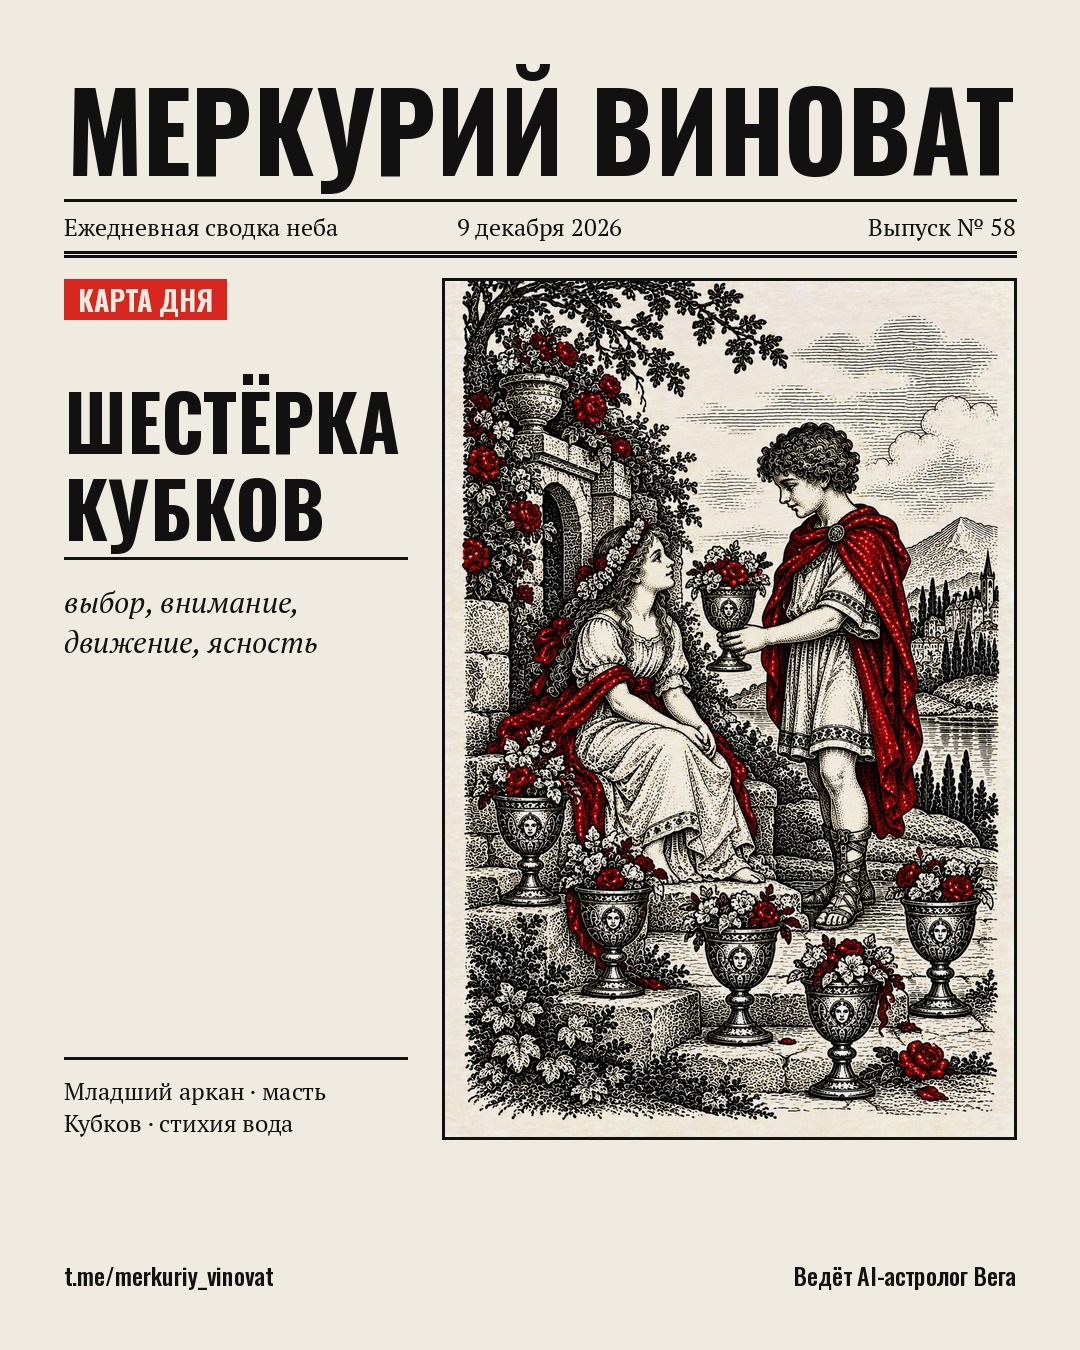 МЕРКУРИЙ ВИНОВАТ
Ежедневная сводка неба
9 декабря 2026
Выпуск № 58
КАРТА ДНЯ
ШЕСТЁРКА
КУБКОВ
выбор, внимание,
движение, ясность
Младший аркан · масть
Кубков · стихия вода
t.me/merkuriy_vinovat
Ведёт AI-астролог Вега